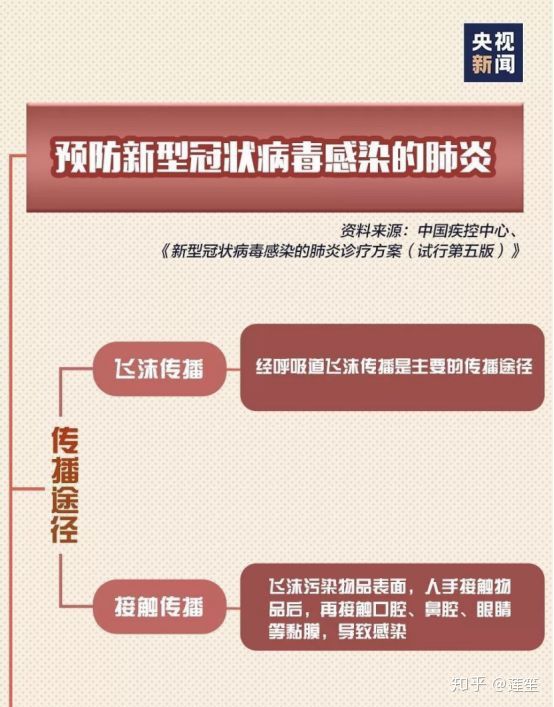 央视
新闻
预防新型冠状病毒感染的肺炎
资料来源：中国疾控中心、
《新型冠状病毒感染的肺炎诊疗方案（试行第五版）》
传播途径
飞沫传播
经呼吸道飞沫传播是主要的传播途径
接触传播
飞沫污染物品表面，人手接触物
品后，再接触口腔、鼻腔、眼睛
等黏膜，导致感染
知乎 @莲笙